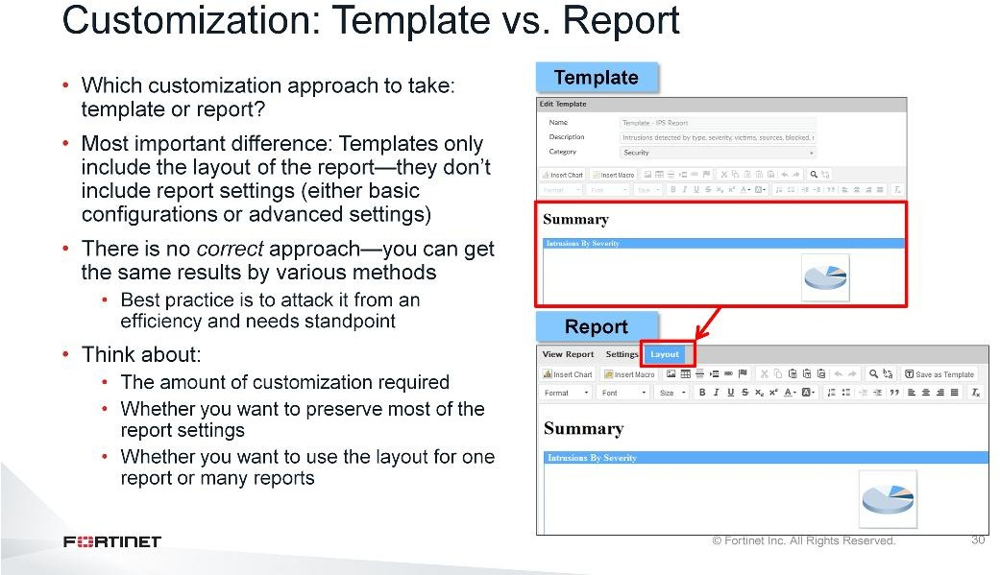 Customization: Template vs. Report
• Which customization approach to take:
template or report?
• Most important difference: Templates only
include the layout of the report—they don't
include report settings (either basic
configurations or advanced settings)
• There is no correct approach—you can get
the same results by various methods
• Best practice is to attack it from an
efficiency and needs standpoint
• Think about:
• The amount of customization required
• Whether you want to preserve most of the
report settings
• Whether you want to use the layout for one
report or many reports
Template
Edit Template
Name Template - IPS Report
Description Intrusions detected by type, severity, victims, sources, blocked,
Category Security
Insert Chart Insert Macro
Format Font Size B I U S X₂ X² A A
Summary
Intrusions By Severity
Report
View Report Settings Layout
Insert Chart Insert Macro Save as Template
Format Font Size B I U S X₂ X² A A Ix
Summary
Intrusions By Severity
FORTINET
© Fortinet Inc. All Rights Reserved. 30